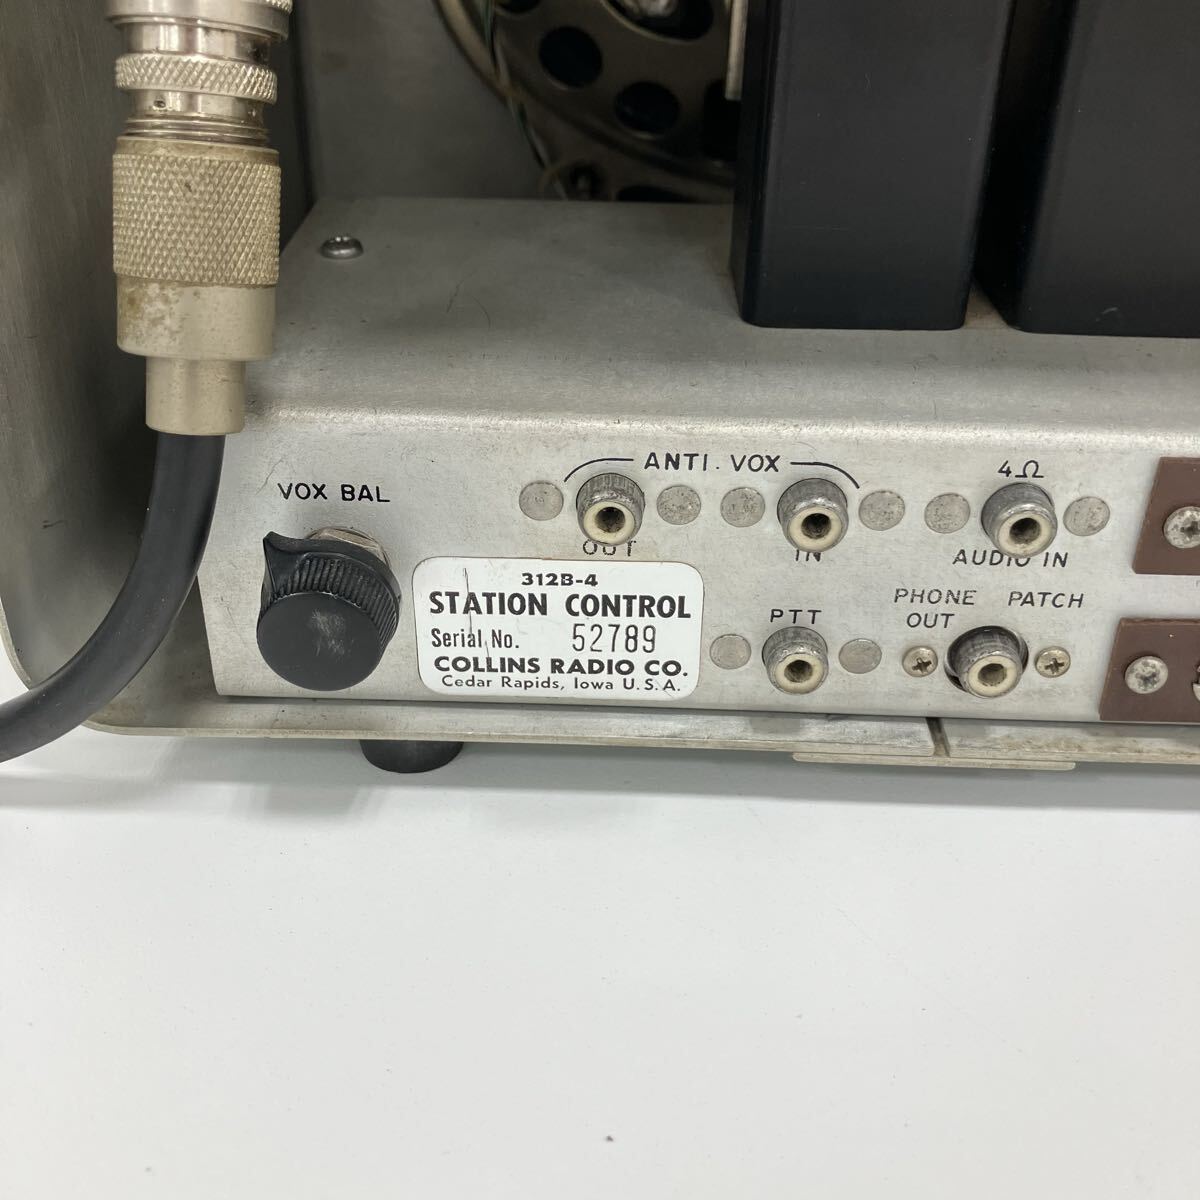 VOX BAL
ANTI. VOX
OUT
IN
4Ω
AUDIO IN
PTT
PHONE PATCH
OUT
312B-4
STATION CONTROL
Serial No. 52789
COLLINS RADIO CO.
Cedar Rapids, Iowa U.S.A.